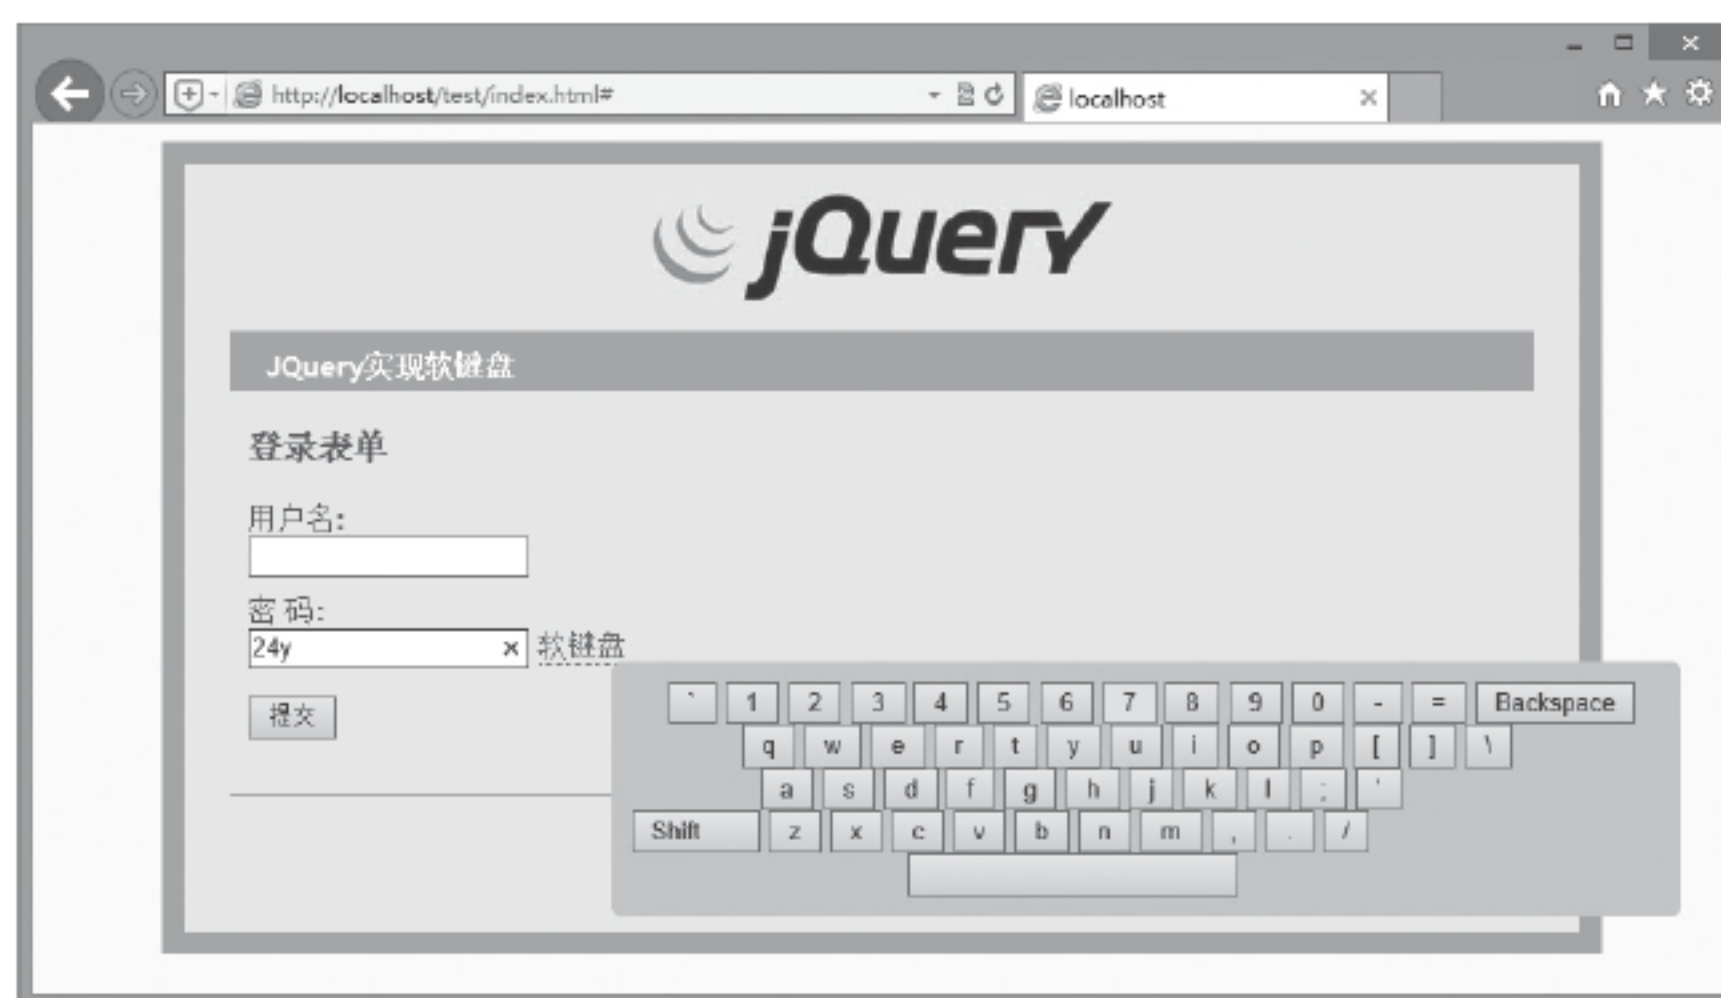 http://localhost/test/index.html#
localhost
jQuery
JQuery实现软键盘
登录表单
用户名:
密 码:
24y
软键盘
提交
` 1 2 3 4 5 6 7 8 9 0 - = Backspace
q w e r t y u i o p [ ] \
a s d f g h j k l ; '
Shift z x c v b n m , . /